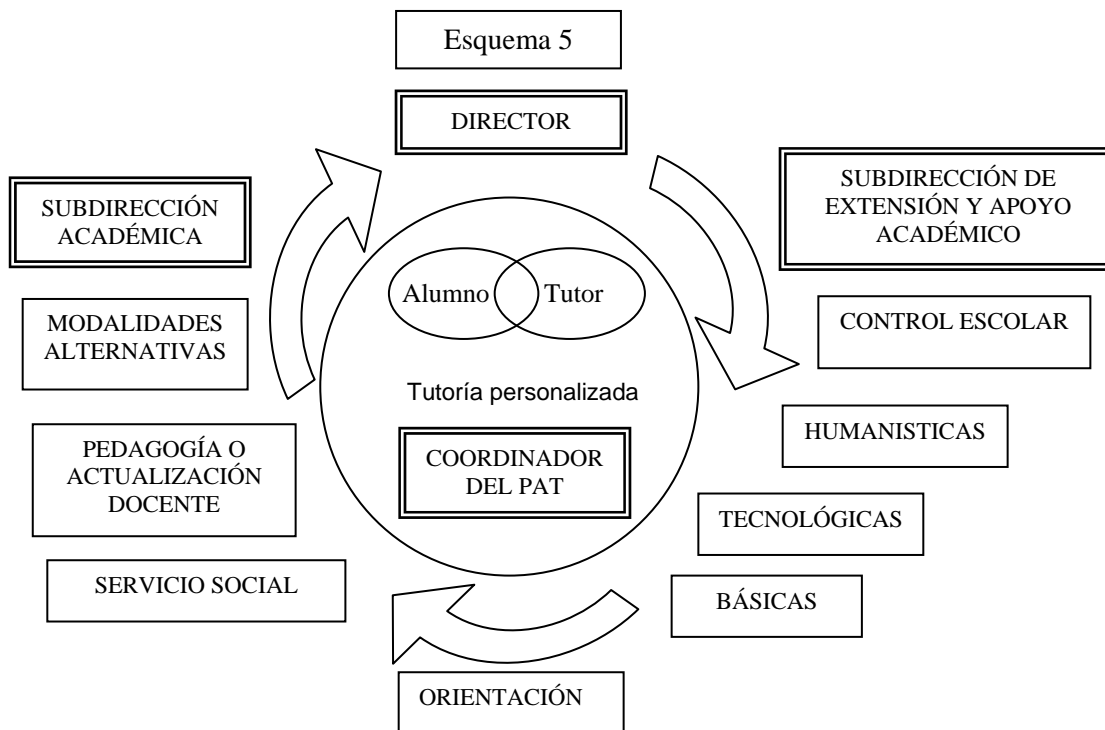 Esquema 5
DIRECTOR
SUBDIRECCIÓN
ACADÉMICA
SUBDIRECCIÓN DE
EXTENSIÓN Y APOYO
ACADÉMICO
Alumno
Tutor
MODALIDADES
ALTERNATIVAS
CONTROL ESCOLAR
Tutoría personalizada
HUMANISTICAS
PEDAGOGÍA O
ACTUALIZACIÓN
DOCENTE
COORDINADOR
DEL PAT
TECNOLÓGICAS
SERVICIO SOCIAL
BÁSICAS
ORIENTACIÓN